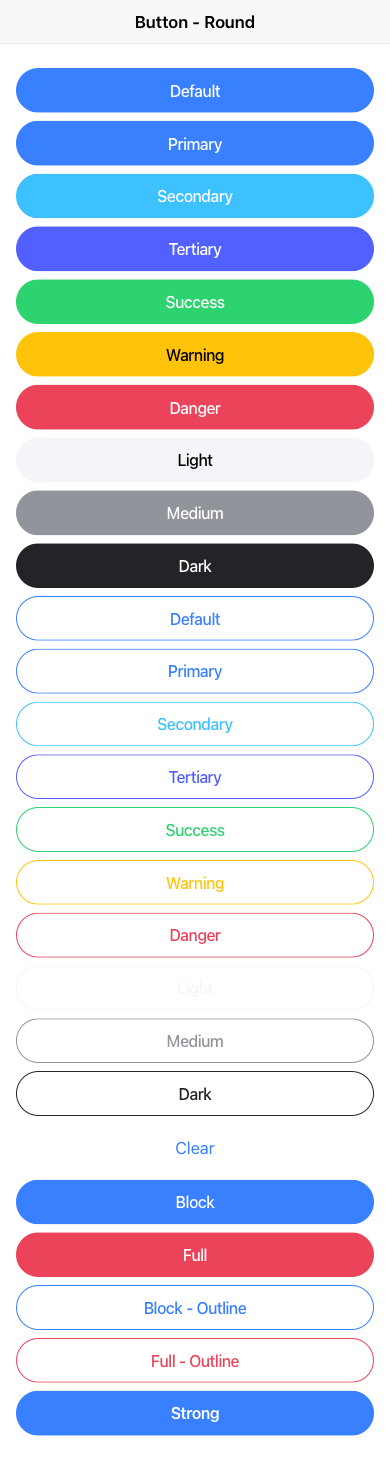 Button - Round
Default
Primary
Secondary
Tertiary
Success
Warning
Danger
Light
Medium
Dark
Default
Primary
Secondary
Tertiary
Success
Warning
Danger
Light
Medium
Dark
Clear
Block
Full
Block - Outline
Full - Outline
Strong